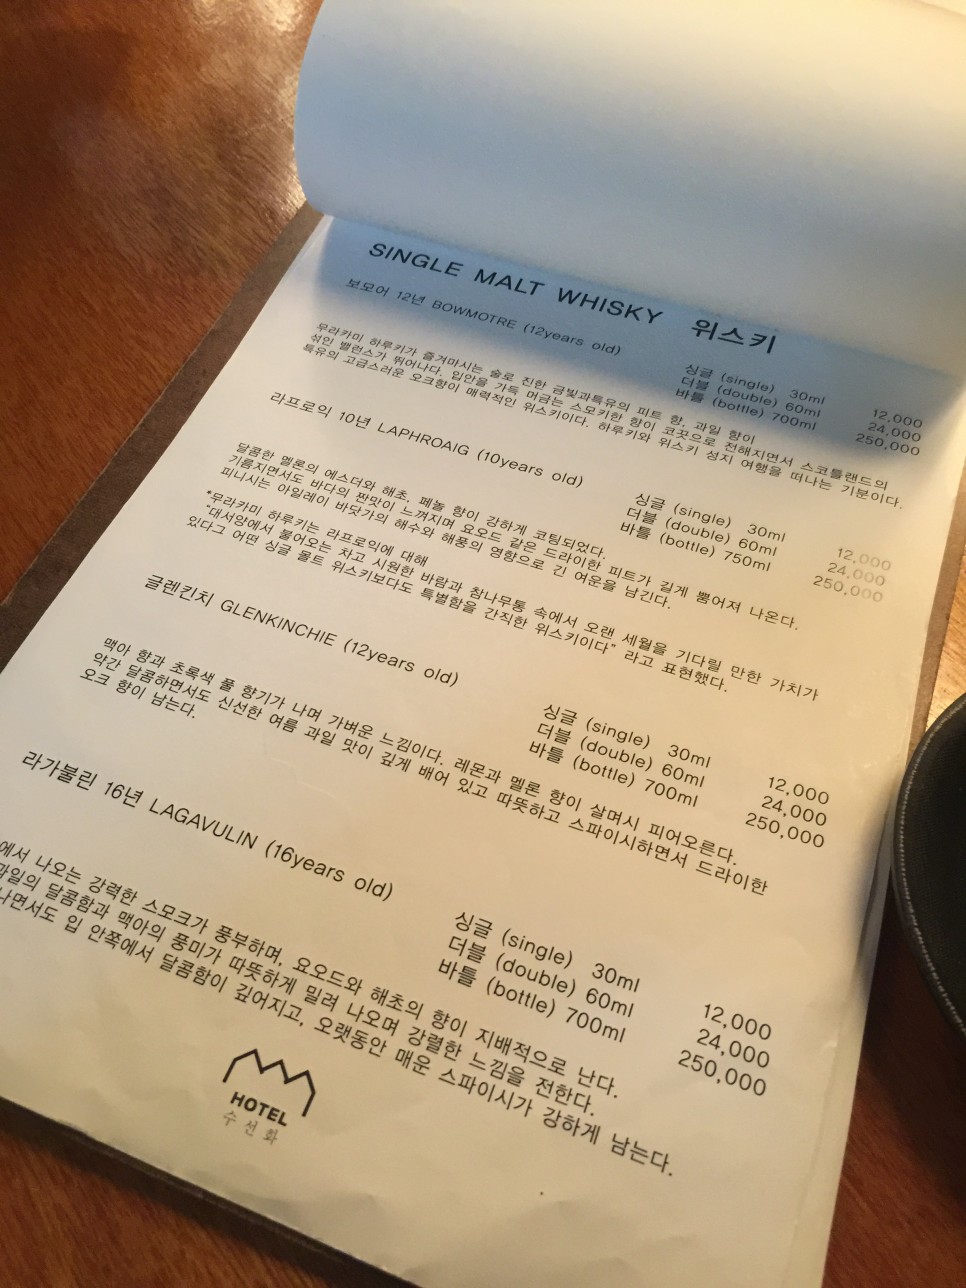 SINGLE MALT WHISKY 위스키
보모어 12년 BOWMOTRE (12years old)
싱글 (single) 30ml 12,000
더블 (double) 60ml 24,000
바틀 (bottle) 700ml 250,000
무라카미 하루키가 즐겨마시는 술로 진한 금빛과특유의 피트 향, 과일 향이
섞인 밸런스가 뛰어나다. 입안을 가득 머금는 스모키한 향이 코끗으로 전해지면서 스코틀랜드의
특유의 고급스러운 오크향이 매력적인 위스키이다. 하루키와 위스키 성지 여행을 떠나는 기분이다.
라프로익 10년 LAPHROAIG (10years old)
싱글 (single) 30ml 12,000
더블 (double) 60ml 24,000
바틀 (bottle) 750ml 250,000
달콤한 멜론의 에스더와 해초, 페놀 향이 강하게 코팅되었다.
기름지면서도 바다의 짠맛이 느껴지며 요오드 같은 드라이한 피트가 길게 뿜어져 나온다.
피니시는 아일레이 바닷가의 해수와 해풍의 영향으로 긴 여운을 남긴다.
*무라카미 하루키는 라프로익에 대해
"대서양에서 불어오는 차고 시원한 바람과 참나무통 속에서 오랜 세월을 기다릴 만한 가치가
있다그 어떤 싱글 몰트 위스키보다도 특별함을 간직한 위스키이다" 라고 표현했다.
글렌킨치 GLENKINCHIE (12years old)
싱글 (single) 30ml 12,000
더블 (double) 60ml 24,000
바틀 (bottle) 700ml 250,000
맥아 향과 초록색 풀 향기가 나며 가벼운 느낌이다. 레몬과 멜론 향이 살며시 피어오른다.
약간 달콤하면서도 신선한 여름 과일 맛이 깊게 배어 있고 따뜻하고 스파이시하면서 드라이한
오크 향이 남는다.
라가불린 16년 LAGAVULIN (16years old)
싱글 (single) 30ml 12,000
더블 (double) 60ml 24,000
바틀 (bottle) 700ml 250,000
에서 나오는 강력한 스모크가 풍부하며, 요오드와 해초의 향이 지배적으로 난다.
과일의 달콤함과 맥아의 풍미가 따뜻하게 밀려 나오며 강렬한 느낌을 전한다.
나면서도 입 안쪽에서 달콤함이 깊어지고, 오랫동안 매운 스파이시가 강하게 남는다.
HOTEL
수선화